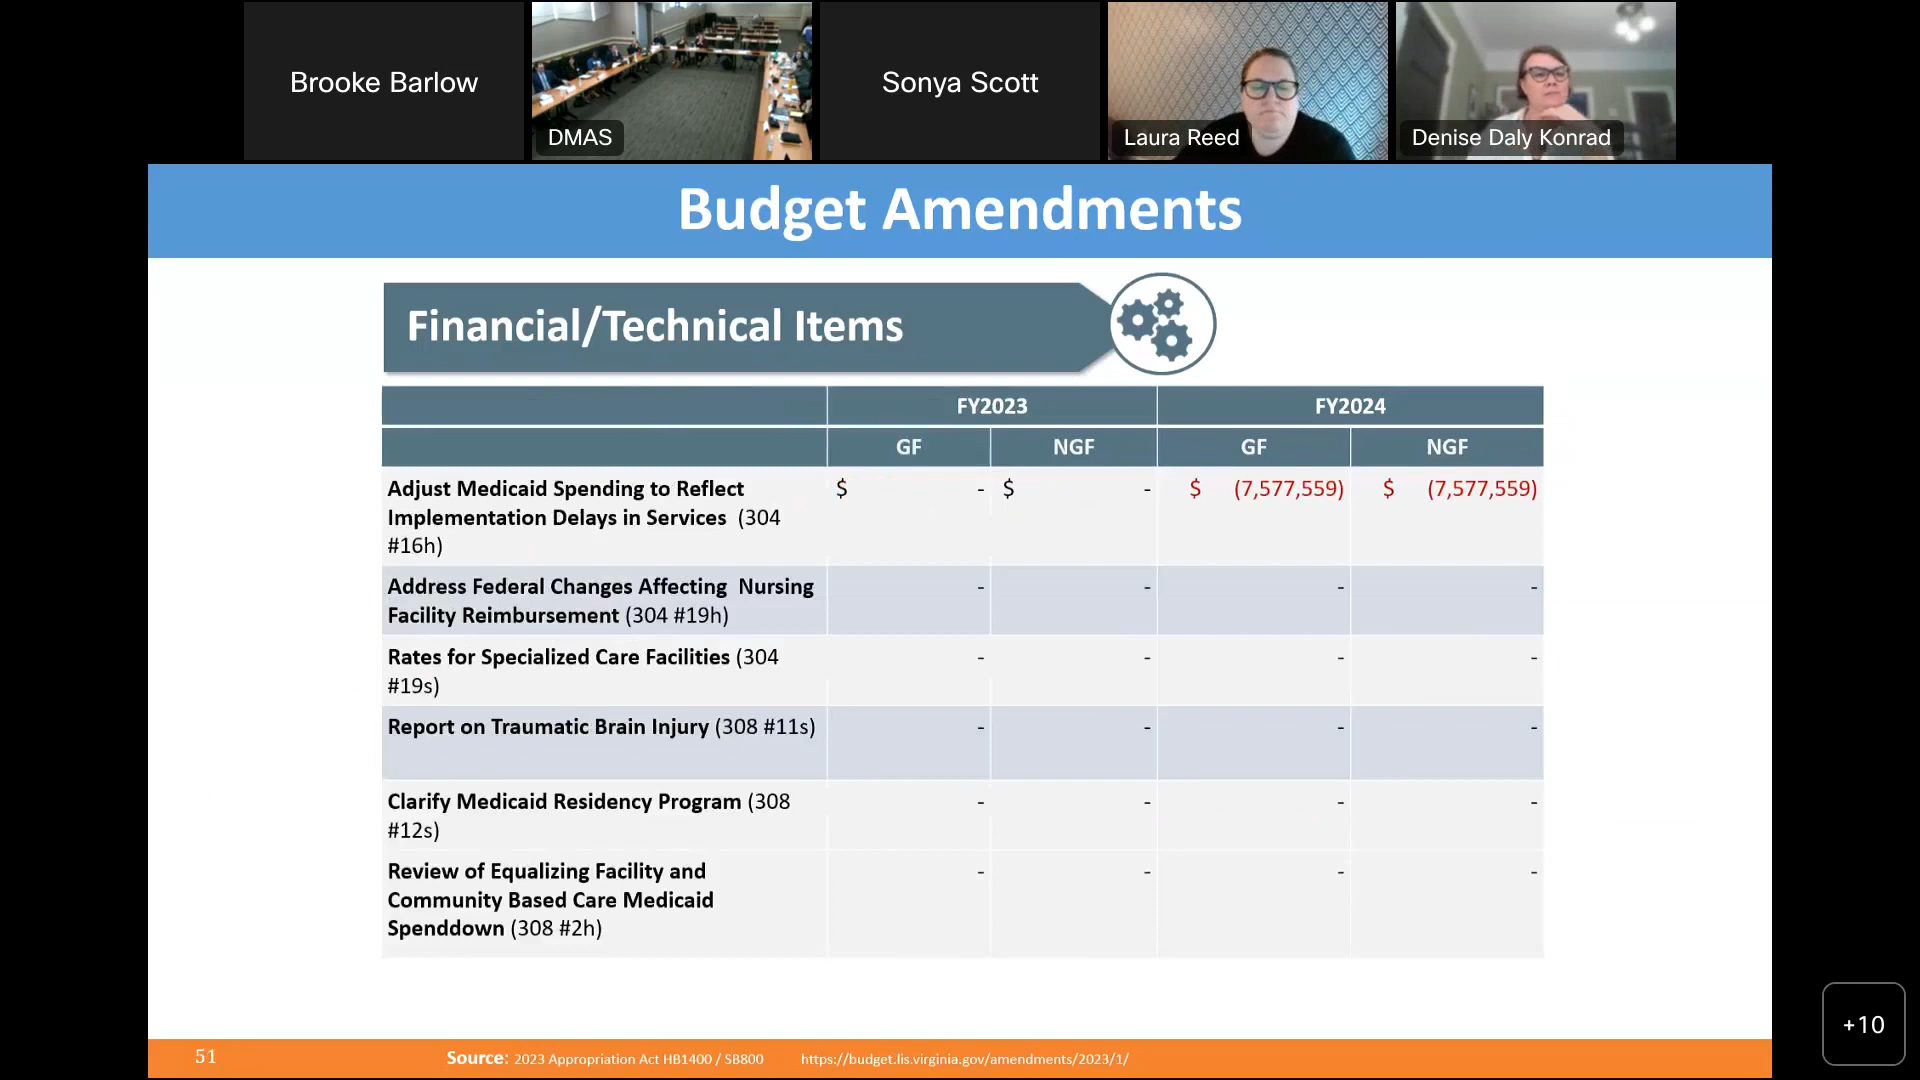 Brooke Barlow
DMAS
Sonya Scott
Laura Reed
Denise Daly Konrad
Budget Amendments
Financial/Technical Items
FY2023 FY2024
GF NGF GF NGF
Adjust Medicaid Spending to Reflect $ - $ - $ (7,577,559) $ (7,577,559)
Implementation Delays in Services (304
#16h)
Address Federal Changes Affecting Nursing - - - -
Facility Reimbursement (304 #19h)
Rates for Specialized Care Facilities (304 - - - -
#19s)
Report on Traumatic Brain Injury (308 #11s) - - - -
Clarify Medicaid Residency Program (308 - - - -
#12s)
Review of Equalizing Facility and - - - -
Community Based Care Medicaid
Spenddown (308 #2h)
+10
51 Source: 2023 Appropriation Act HB1400 / SB800 https://budget.lis.virginia.gov/amendments/2023/1/